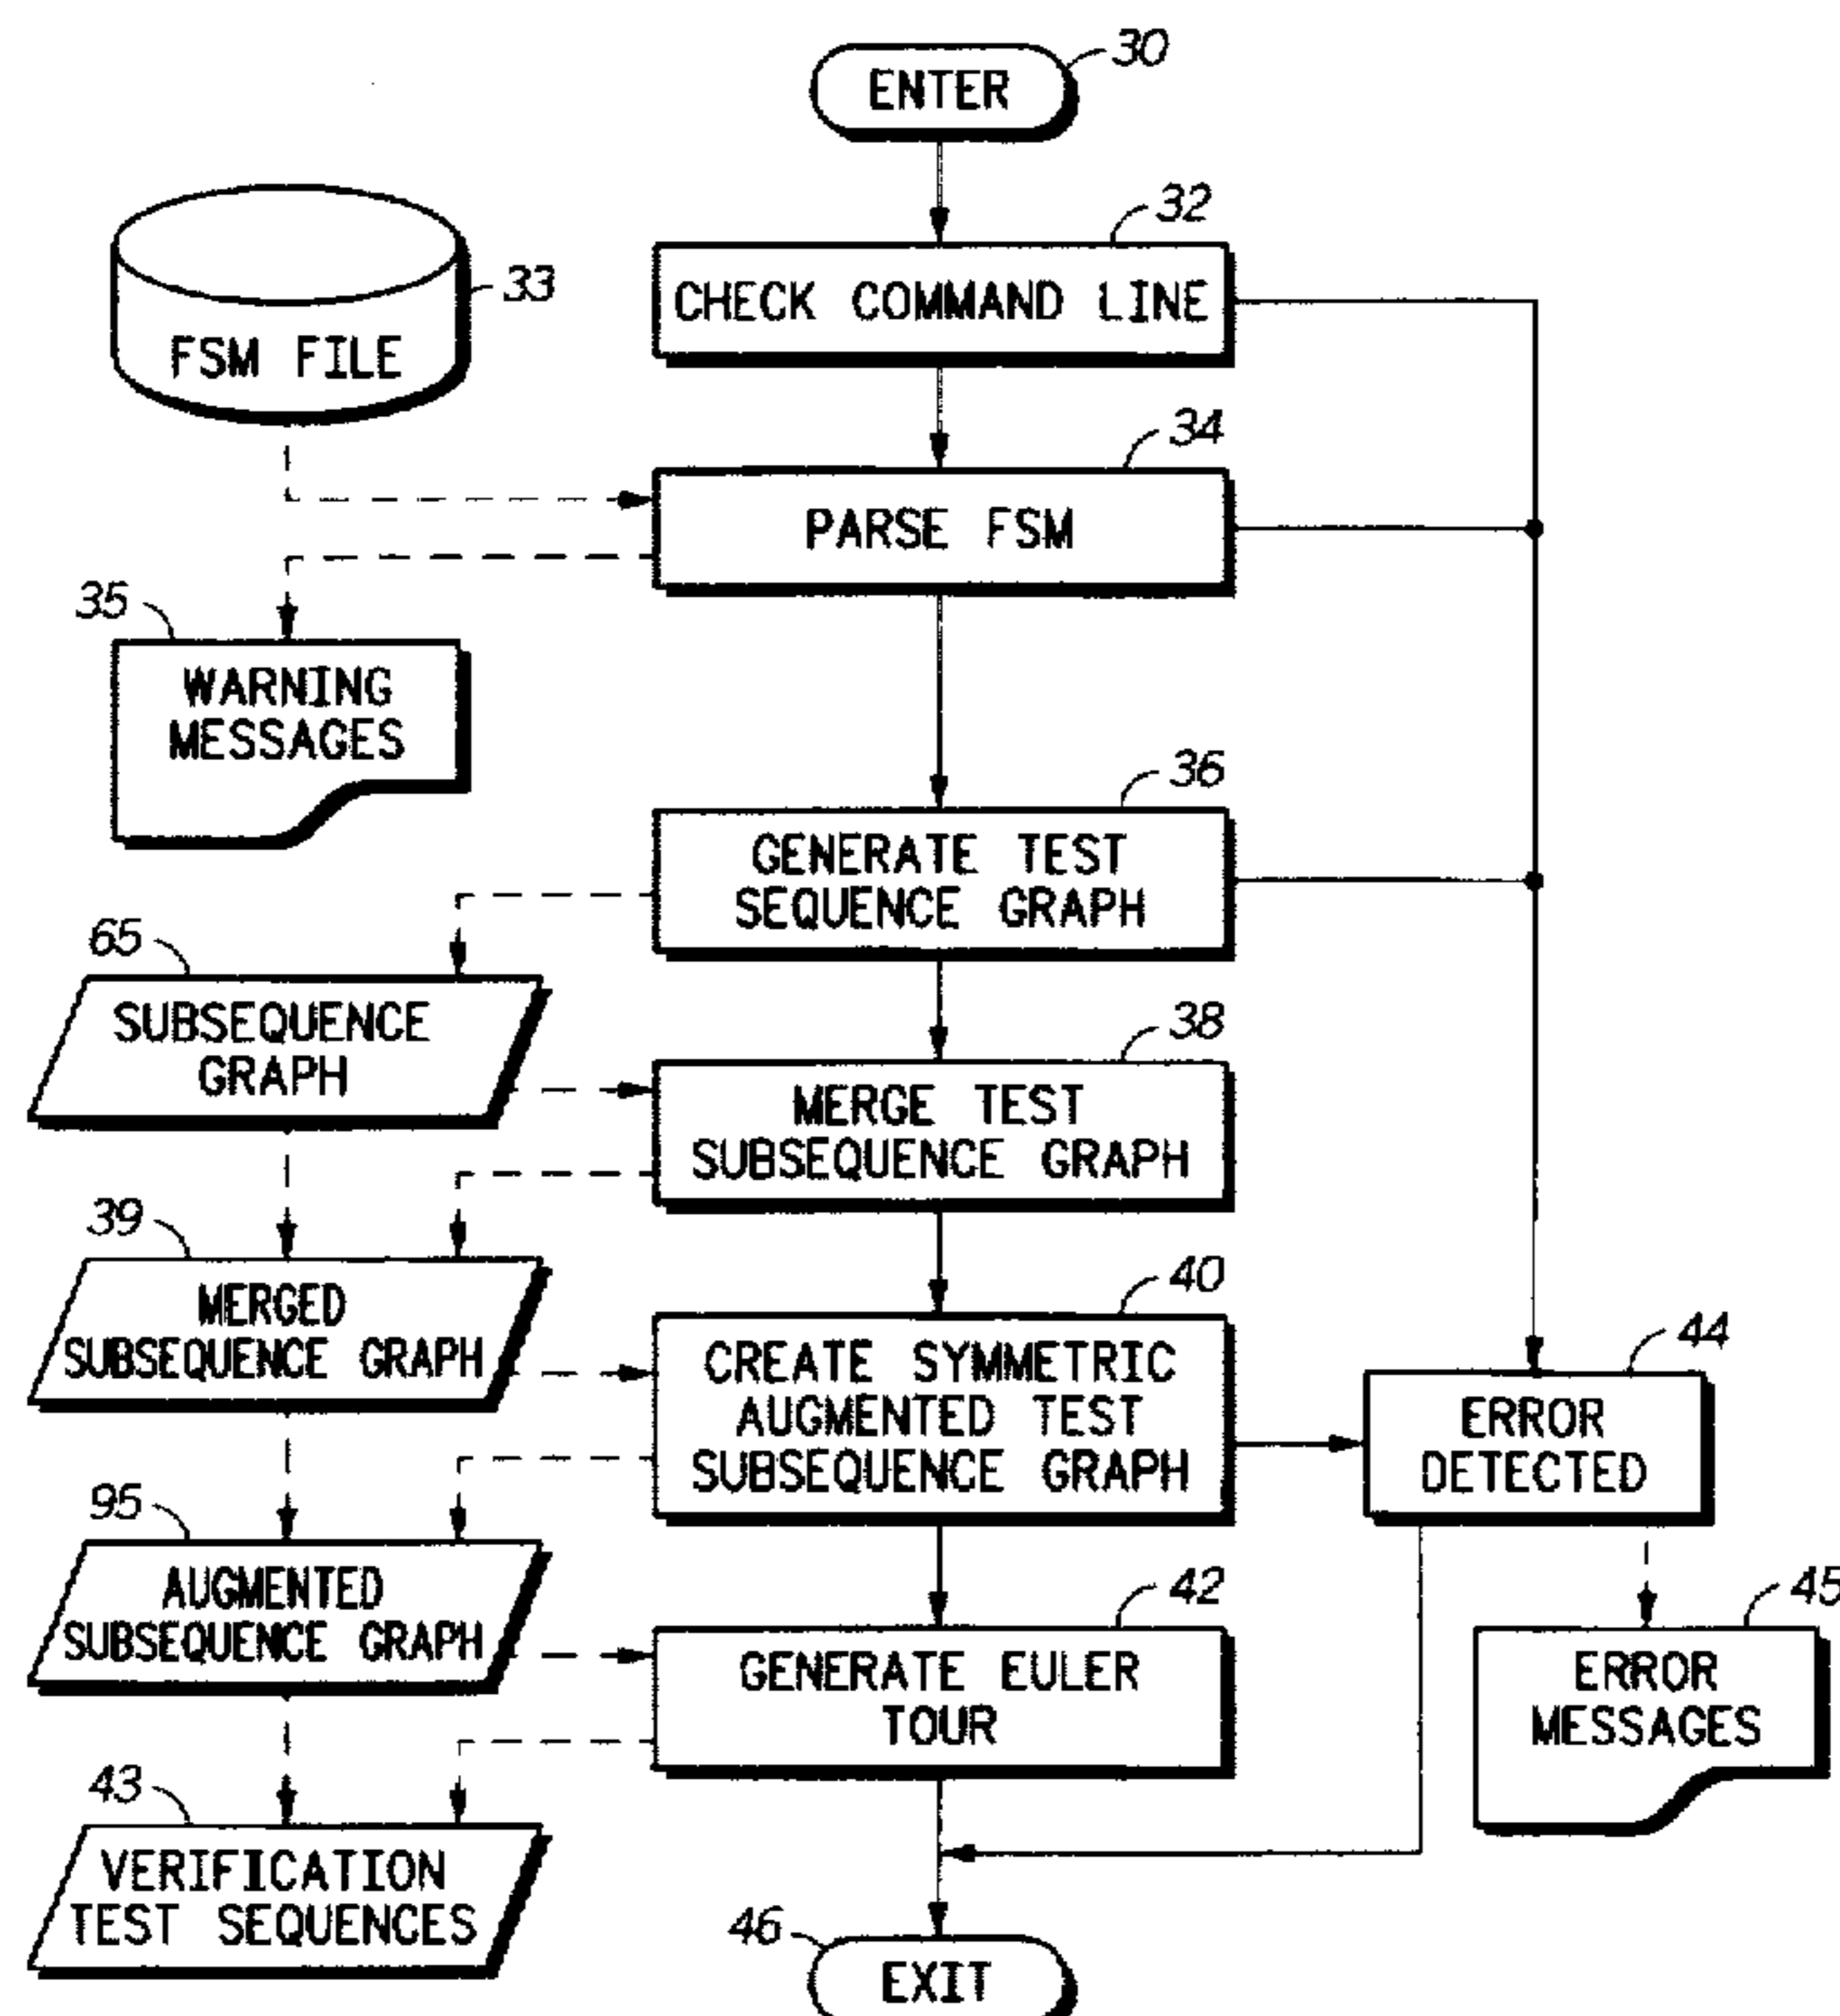 30
ENTER
32
CHECK COMMAND LINE
33
FSM FILE
34
PARSE FSM
35
WARNING
MESSAGES
36
GENERATE TEST
SEQUENCE GRAPH
65
SUBSEQUENCE
GRAPH
38
MERGE TEST
SUBSEQUENCE GRAPH
39
MERGED
SUBSEQUENCE GRAPH
40
CREATE SYMMETRIC
AUGMENTED TEST
SUBSEQUENCE GRAPH
44
ERROR
DETECTED
95
AUGMENTED
SUBSEQUENCE GRAPH
42
GENERATE EULER
TOUR
45
ERROR
MESSAGES
43
VERIFICATION
TEST SEQUENCES
46
EXIT